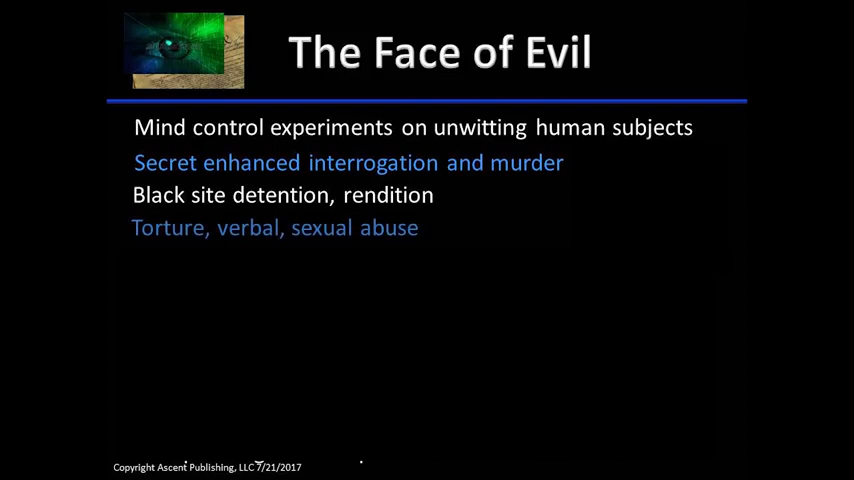 The Face of Evil
Mind control experiments on unwitting human subjects
Secret enhanced interrogation and murder
Black site detention, rendition
Torture, verbal, sexual abuse
Copyright Ascent Publishing, LLC 7/21/2017